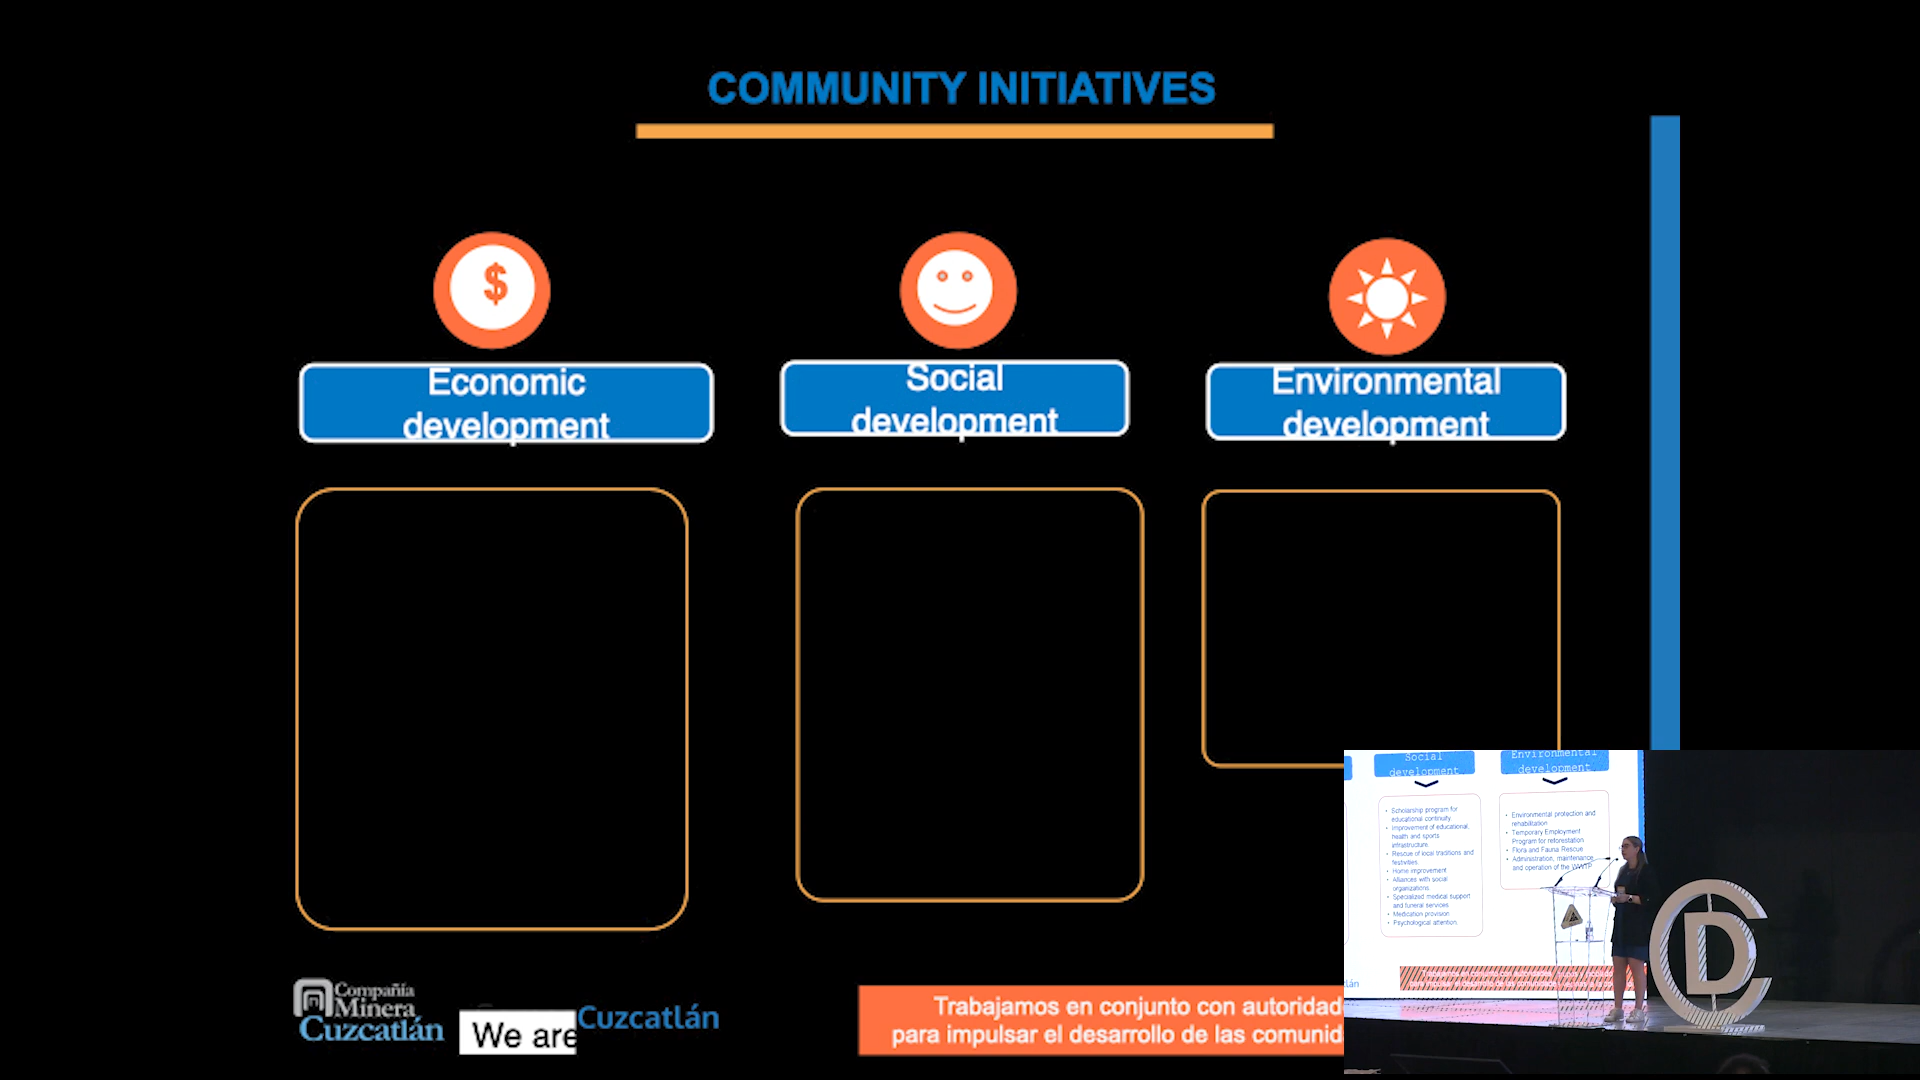 COMMUNITY INITIATIVES
$
Economic
development
Social
development
Environmental
development
Compañía
Minera
Cuzcatlán
We are
Cuzcatlán
Trabajamos en conjunto con autoridad
para impulsar el desarrollo de las comunid
Social
development
Environmental
development
• Scholarship program for
educational continuity
• Improvement of educational,
health and sports
infrastructure.
• Rescue of local traditions and
festivities.
• Home improvement
• Alliances with social
organizations.
• Specialized medical support
and funeral services
• Medication provision
• Psychological attention.
• Environmental protection and
rehabilitation
• Temporary Employment
Program for reforestation
• Flora and Fauna Rescue
• Administration, maintenance
and operation of the WWTP
DC